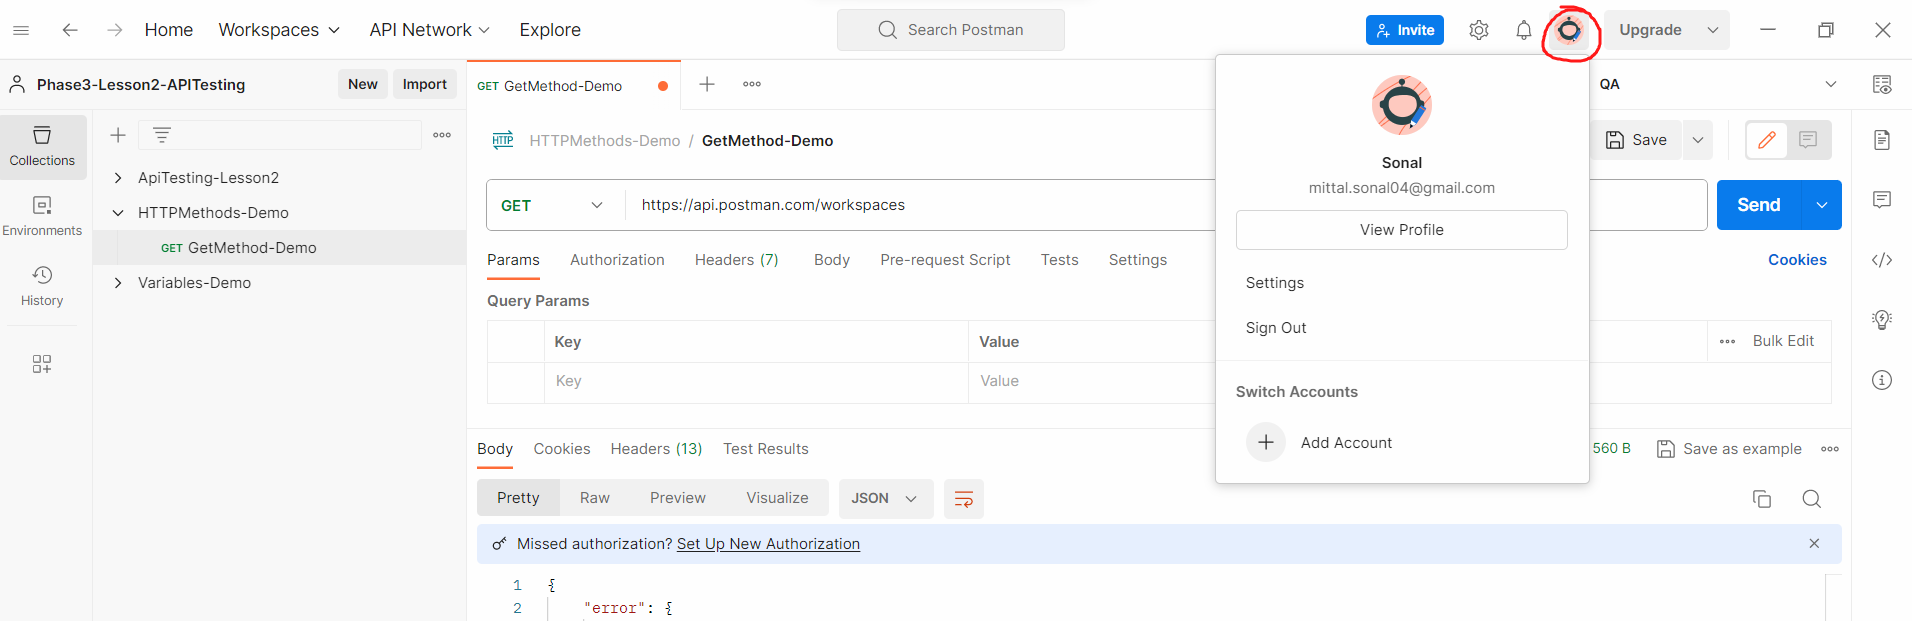 Home Workspaces API Network Explore Search Postman Invite Upgrade
Phase3-Lesson2-APITesting New Import
GET GetMethod-Demo
QA
Collections
Environments
History
ApiTesting-Lesson2
HTTPMethods-Demo
GET GetMethod-Demo
Variables-Demo
HTTP HTTPMethods-Demo / GetMethod-Demo
Save
GET https://api.postman.com/workspaces
Send
Params Authorization Headers (7) Body Pre-request Script Tests Settings
Cookies
Query Params
Key Value
Bulk Edit
Key Value
Sonal
mittal.sonal04@gmail.com
View Profile
Settings
Sign Out
Switch Accounts
Add Account
Body Cookies Headers (13) Test Results
560 B Save as example
Pretty Raw Preview Visualize JSON
Missed authorization? Set Up New Authorization
1 {
2 "error": {